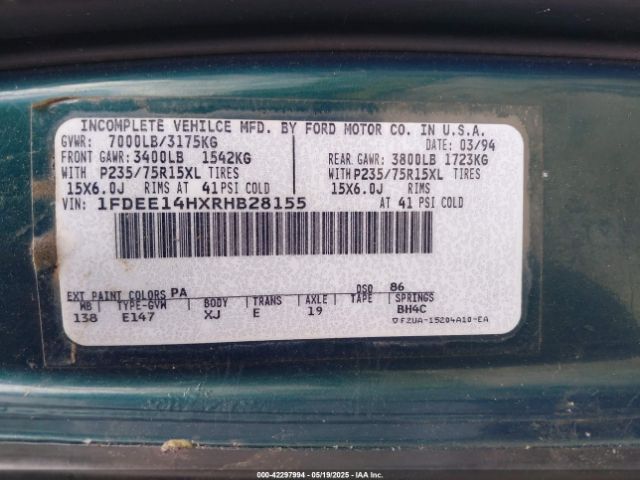 INCOMPLETE VEHILCE MFD. BY FORD MOTOR CO. IN U.S.A.
GVWR: 7000LB/3175KG DATE: 03/94
FRONT GAWR: 3400LB 1542KG REAR GAWR: 3800LB 1723KG
WITH P235/75R15XL TIRES WITH P235/75R15XL TIRES
15X6.0J RIMS AT 41 PSI COLD 15X6.0J RIMS
VIN: 1FDEE14HXRHB28155 AT 41 PSI COLD
EXT PAINT COLORS PA DSO 86
WB TYPE-GVW BODY TRANS AXLE TAPE SPRINGS
138 E147 XJ E 19 BH4C
F2UA-15204A10-EA
000-42297994 - 05/19/2025 - IAA Inc.